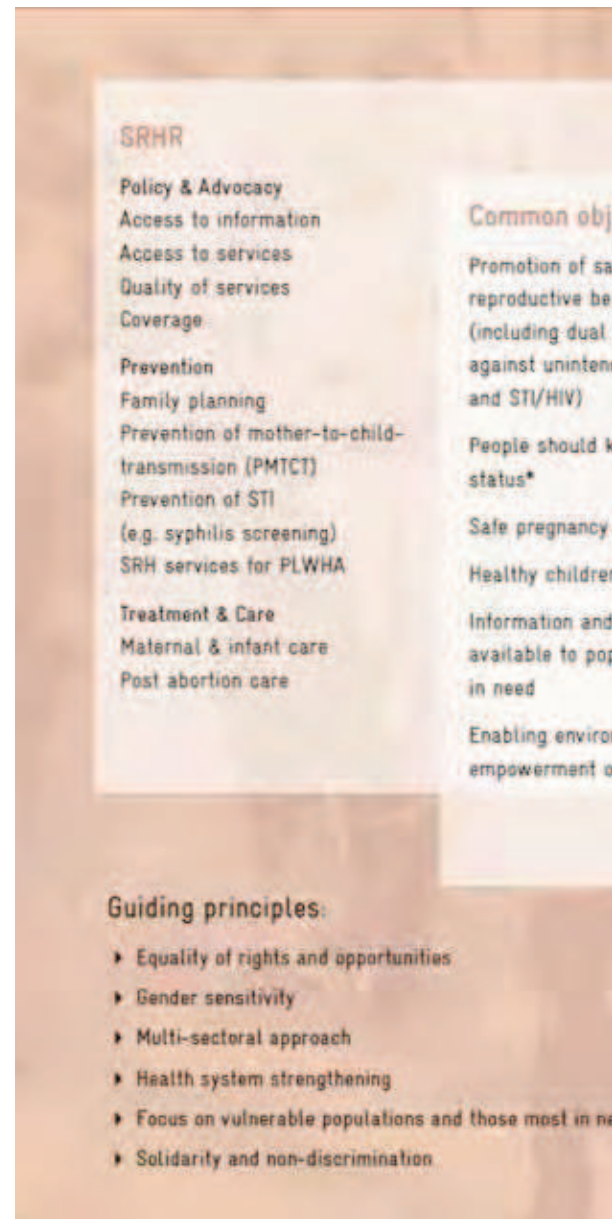 SRHR
Policy & Advocacy
Access to information
Access to services
Quality of services
Coverage
Prevention
Family planning
Prevention of mother-to-child-
transmission (PMTCT)
Prevention of STI
(e.g. syphilis screening)
SRH services for PLWHA
Treatment & Care
Maternal & infant care
Post abortion care
Common obj
Promotion of sa
reproductive be
(including dual
against uninten
and STI/HIV)
People should k
status*
Safe pregnancy
Healthy children
Information and
available to pop
in need
Enabling enviro
empowerment o
Guiding principles:
Equality of rights and opportunities
Gender sensitivity
Multi-sectoral approach
Health system strengthening
Focus on vulnerable populations and those most in ne
Solidarity and non-discrimination